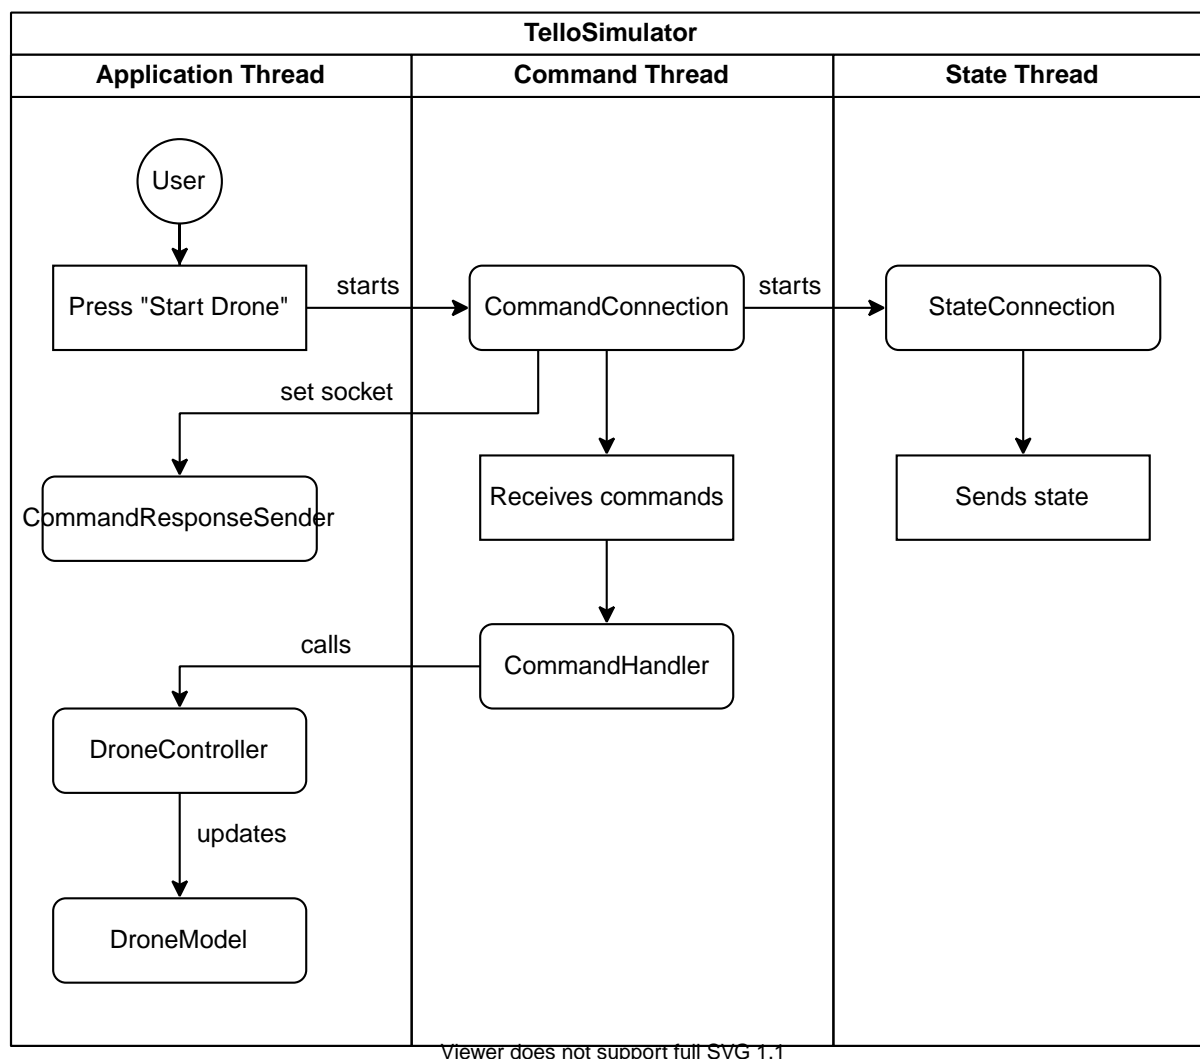 TelloSimulator
Application Thread
Command Thread
State Thread
User
Press "Start Drone"
starts
CommandConnection
starts
StateConnection
set socket
CommandResponseSender
Receives commands
Sends state
calls
CommandHandler
DroneController
updates
DroneModel
Viewer does not support full SVG 1.1